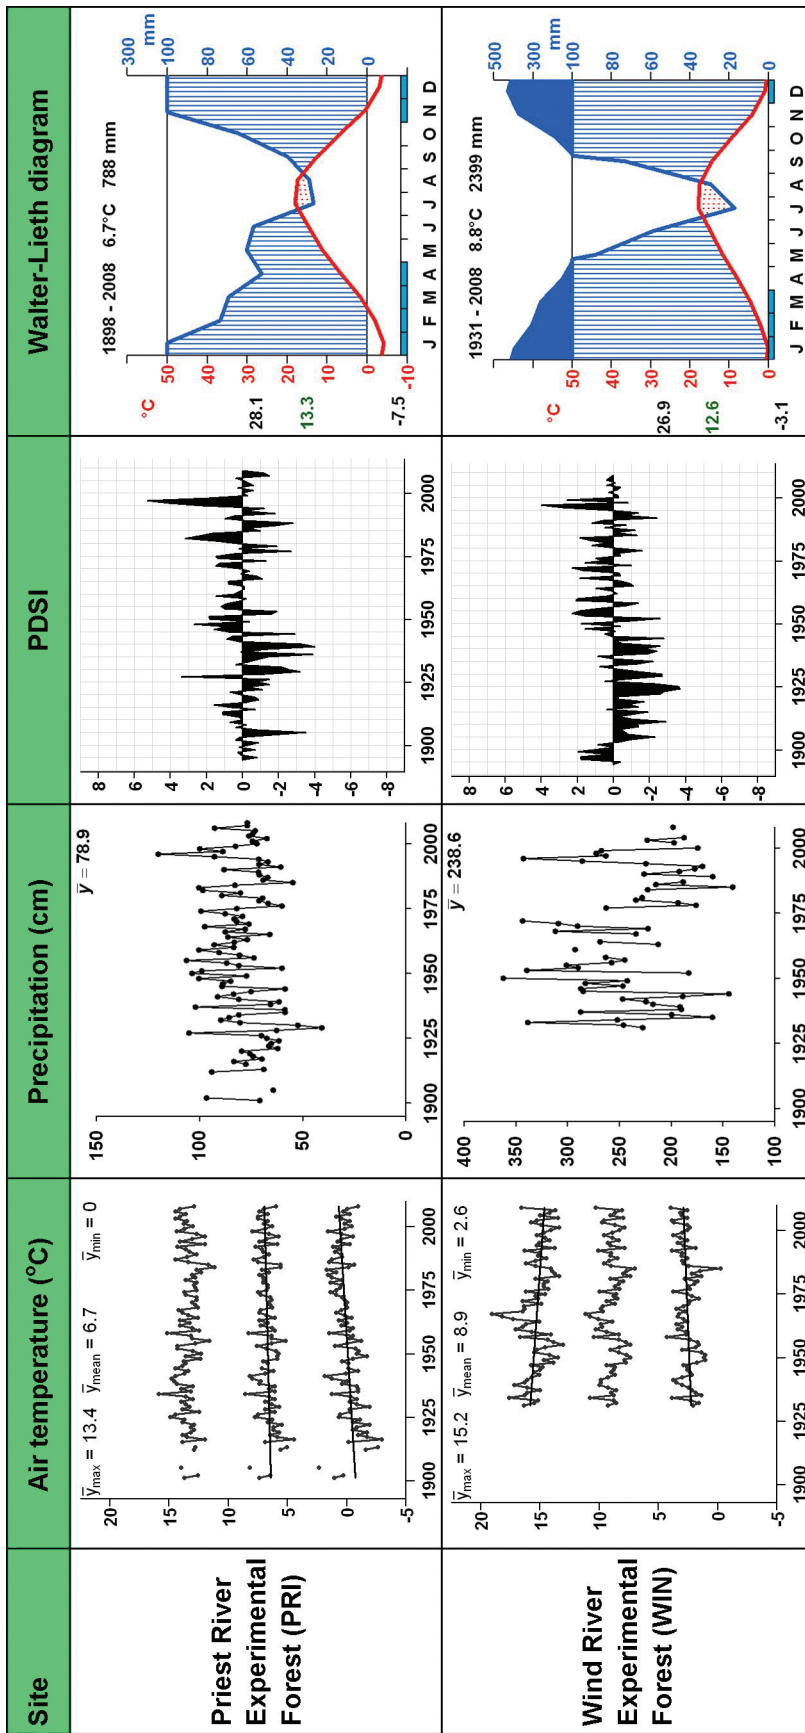 Site
Air temperature (°C)
Precipitation (cm)
PDSI
Walter-Lieth diagram
Priest River
Experimental
Forest (PRI)
y̅max = 13.4 y̅mean = 6.7 y̅min = 0
20
15
10
5
0
-5
1900 1925 1950 1975 2000
y̅ = 78.9
150
100
50
0
1900 1925 1950 1975 2000
8
6
4
2
0
-2
-4
-6
-8
1900 1925 1950 1975 2000
1898 - 2008 6.7°C 788 mm
°C
mm
50
40
30
20
10
0
-10
300
100
80
60
40
20
0
28.1
13.3
-7.5
J F M A M J J A S O N D
Wind River
Experimental
Forest (WIN)
y̅max = 15.2 y̅mean = 8.9 y̅min = 2.6
20
15
10
5
0
-5
1900 1925 1950 1975 2000
y̅ = 238.6
400
350
300
250
200
150
100
1900 1925 1950 1975 2000
8
6
4
2
0
-2
-4
-6
-8
1900 1925 1950 1975 2000
1931 - 2008 8.8°C 2399 mm
°C
mm
50
40
30
20
10
0
500
400
300
200
100
80
60
40
20
0
26.9
12.6
-3.1
J F M A M J J A S O N D